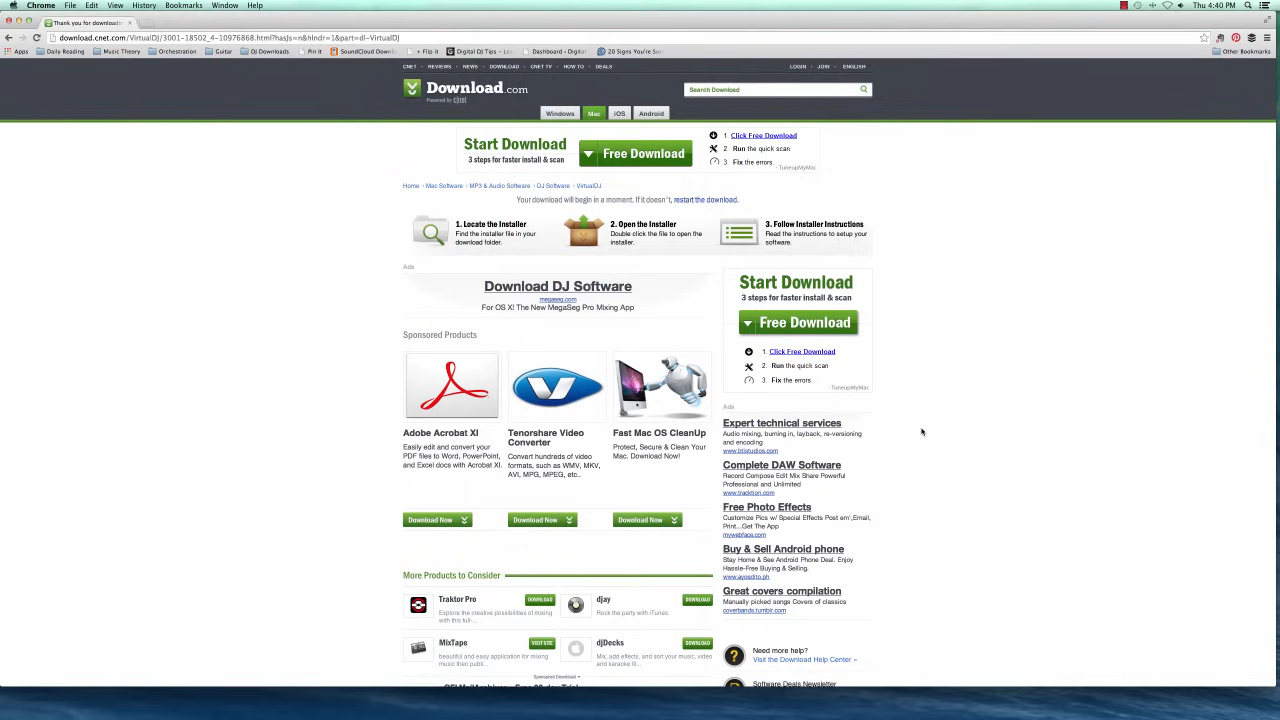 Chrome File Edit View History Bookmarks Window Help
Thu 4:40 PM
Thank you for downloadin
download.cnet.com/VirtualDJ/3001-18502_4-10976868.html?hasJs=n&hlndr=1&part=dl-VirtualDJ
Apps Daily Reading Music Theory Orchestration Guitar DJ Downloads Pin It SoundCloud Down + Flip it Digital DJ Tips – Le Dashboard ‹ Digita 20 Signs You're Suc Other Bookmarks
CNET REVIEWS NEWS DOWNLOAD CNET TV HOW TO DEALS
LOGIN JOIN ENGLISH
Download.com
Powered by cnet
Search Download
Windows Mac iOS Android
Start Download
3 steps for faster install & scan
Free Download
1. Click Free Download
2. Run the quick scan
3. Fix the errors.
- TuneupMyMac
Home › Mac Software › MP3 & Audio Software › DJ Software › VirtualDJ
Your download will begin in a moment. If it doesn't, restart the download.
1. Locate the Installer
Find the installer file in your
download folder.
2. Open the Installer
Double click the file to open the
installer.
3. Follow Installer Instructions
Read the instructions to setup your
software.
Ads
Download DJ Software
megaseg.com
For OS X! The New MegaSeg Pro Mixing App
Start Download
3 steps for faster install & scan
Free Download
1. Click Free Download
2. Run the quick scan
3. Fix the errors.
- TuneupMyMac
Sponsored Products
Adobe Acrobat XI
Easily edit and convert your
PDF files to Word, PowerPoint,
and Excel docs with Acrobat XI.
Download Now
Tenorshare Video
Converter
Convert hundreds of video
formats, such as WMV, MKV,
AVI, MPG, MPEG, etc..
Download Now
Fast Mac OS CleanUp
Protect, Secure & Clean Your
Mac. Download Now!
Download Now
Ads
Expert technical services
Audio mixing, burning in, layback, re-versioning
and encoding
www.btistudios.com
Complete DAW Software
Record Compose Edit Mix Share Powerful
Professional and Unlimited
www.tracktion.com
Free Photo Effects
Customize Pics w/ Special Effects Post em',Email,
Print...Get The App
mywebface.com
Buy & Sell Android phone
Stay Home & See Android Phone Deal. Enjoy
Hassle-Free Buying & Selling.
www.ayosdito.ph
Great covers compilation
Manually picked songs Covers of classics
coverbands.tumblr.com
More Products to Consider
Traktor Pro
DOWNLOAD
Explore the creative possibilities of mixing
with this full-...
djay
DOWNLOAD
Rock the party with iTunes.
MixTape
VISIT SITE
beautiful and easy application for mixing
music then publi...
djDecks
DOWNLOAD
Mix, add effects, and sort your music, video
and karaoke fil...
Sponsored Download
Need more help?
Visit the Download Help Center »
Software Deals Newsletter